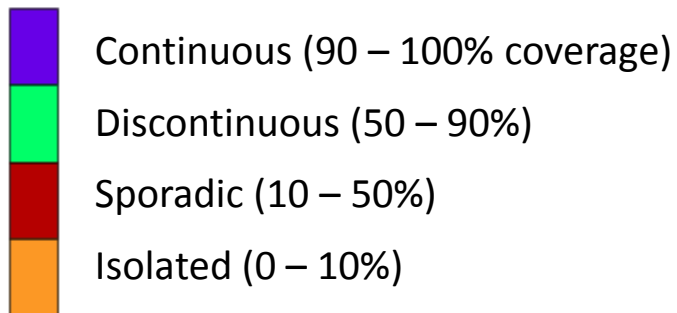 Continuous (90 – 100% coverage)
Discontinuous (50 – 90%)
Sporadic (10 – 50%)
Isolated (0 – 10%)